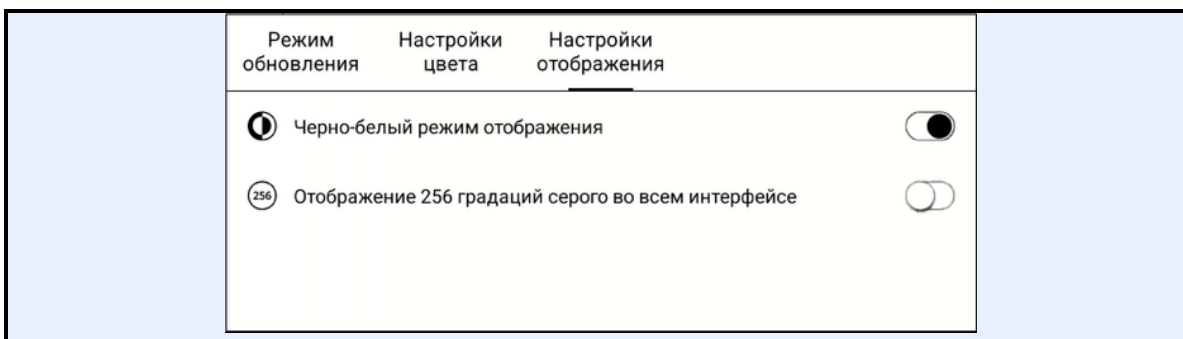 Режим обновления
Настройки цвета
Настройки отображения
Черно-белый режим отображения
256 Отображение 256 градаций серого во всем интерфейсе